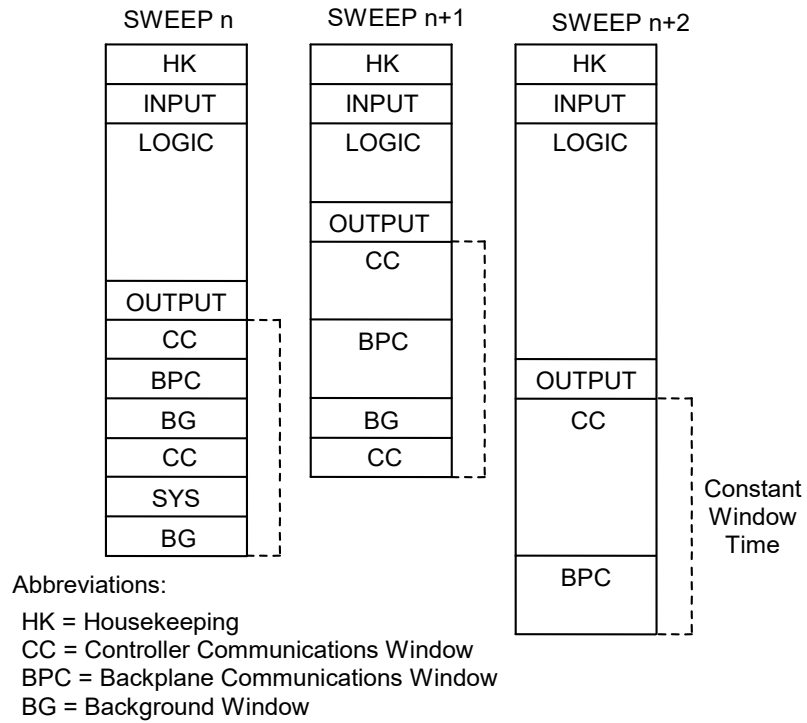 SWEEP n
HK
INPUT
LOGIC
OUTPUT
CC
BPC
BG
CC
SYS
BG
SWEEP n+1
HK
INPUT
LOGIC
OUTPUT
CC
BPC
BG
CC
SWEEP n+2
HK
INPUT
LOGIC
OUTPUT
CC
BPC
Constant
Window
Time
Abbreviations:
HK = Housekeeping
CC = Controller Communications Window
BPC = Backplane Communications Window
BG = Background Window